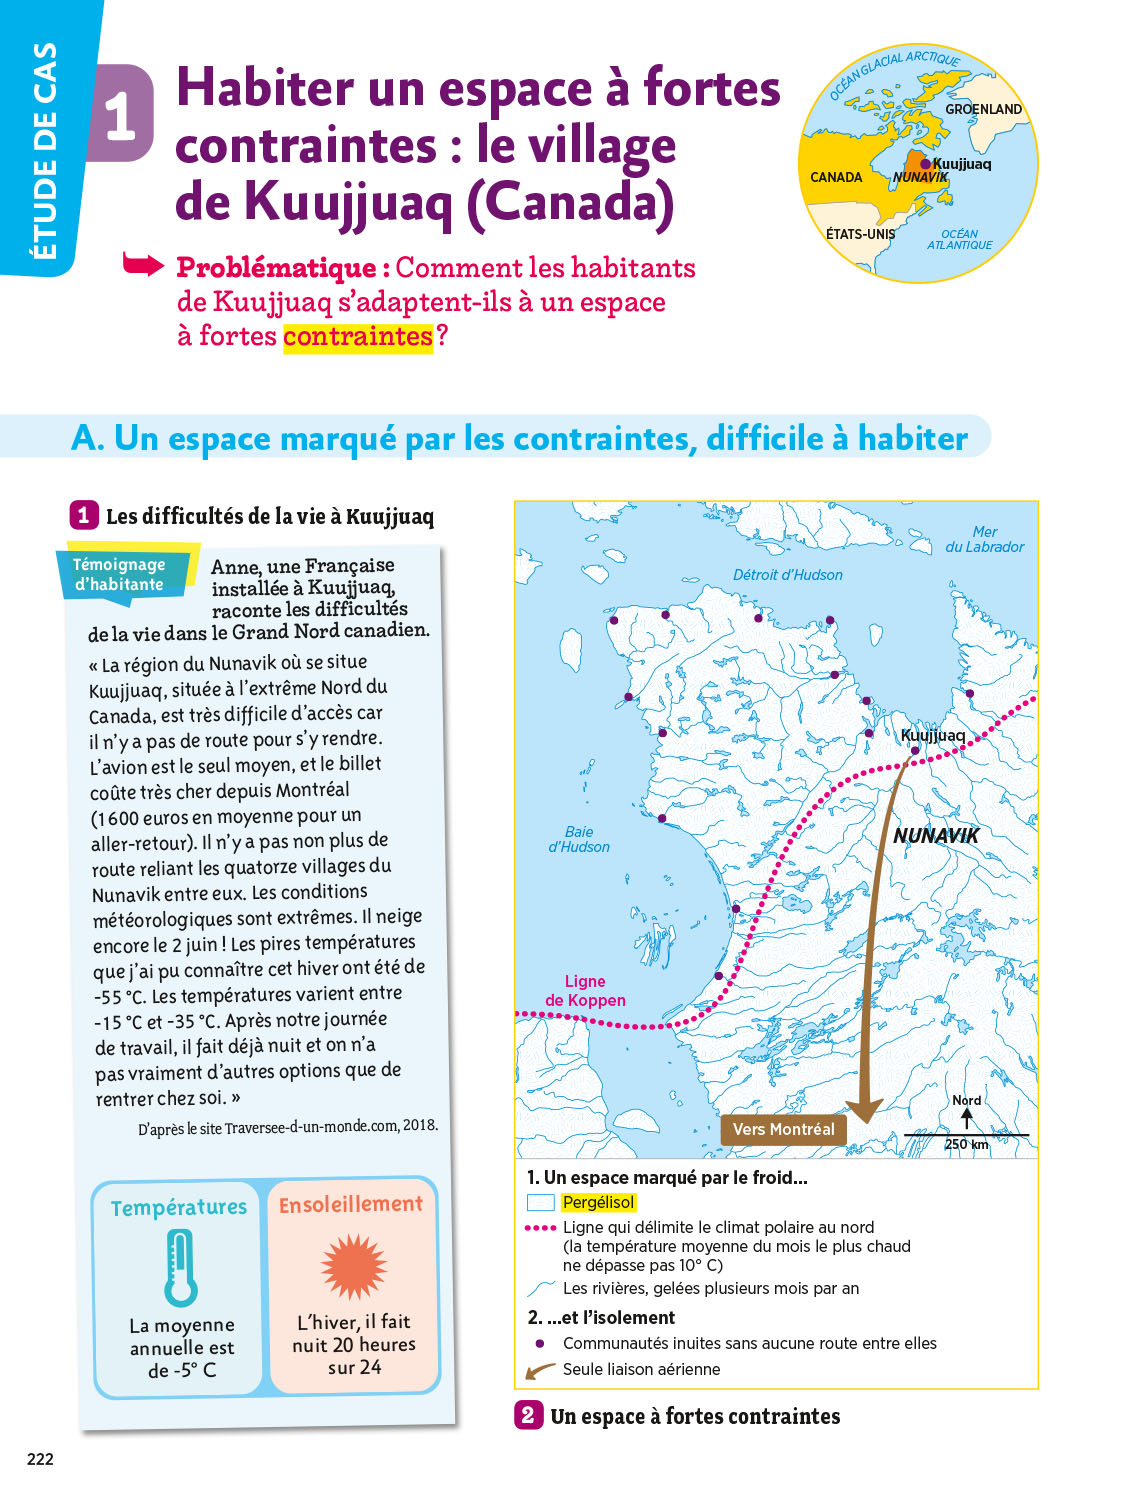 ÉTUDE DE CAS
1
Habiter un espace à fortes
contraintes : le village
de Kuujjuaq (Canada)
Problématique : Comment les habitants
de Kuujjuaq s'adaptent-ils à un espace
à fortes contraintes ?
OCÉAN GLACIAL ARCTIQUE
GROENLAND
Kuujjuaq
CANADA
NUNAVIK
ÉTATS-UNIS
OCÉAN
ATLANTIQUE
A. Un espace marqué par les contraintes, difficile à habiter
1 Les difficultés de la vie à Kuujjuaq
Témoignage
d'habitante
Anne, une Française
installée à Kuujjuaq,
raconte les difficultés
de la vie dans le Grand Nord canadien.
« La région du Nunavik où se situe
Kuujjuaq, située à l'extrême Nord du
Canada, est très difficile d'accès car
il n'y a pas de route pour s'y rendre.
L'avion est le seul moyen, et le billet
coûte très cher depuis Montréal
(1 600 euros en moyenne pour un
aller-retour). Il n'y a pas non plus de
route reliant les quatorze villages du
Nunavik entre eux. Les conditions
météorologiques sont extrêmes. Il neige
encore le 2 juin ! Les pires températures
que j'ai pu connaître cet hiver ont été de
-55 °C. Les températures varient entre
-15 °C et -35 °C. Après notre journée
de travail, il fait déjà nuit et on n'a
pas vraiment d'autres options que de
rentrer chez soi. »
D'après le site Traversee-d-un-monde.com, 2018.
Températures
La moyenne
annuelle est
de -5° C
Ensoleillement
L'hiver, il fait
nuit 20 heures
sur 24
Mer
du Labrador
Détroit d'Hudson
Kuujjuaq
NUNAVIK
Baie
d'Hudson
Ligne
de Koppen
Vers Montréal
Nord
250 km
1. Un espace marqué par le froid...
Pergélisol
Ligne qui délimite le climat polaire au nord
(la température moyenne du mois le plus chaud
ne dépasse pas 10° C)
Les rivières, gelées plusieurs mois par an
2. ...et l'isolement
Communautés inuites sans aucune route entre elles
Seule liaison aérienne
2 Un espace à fortes contraintes
222